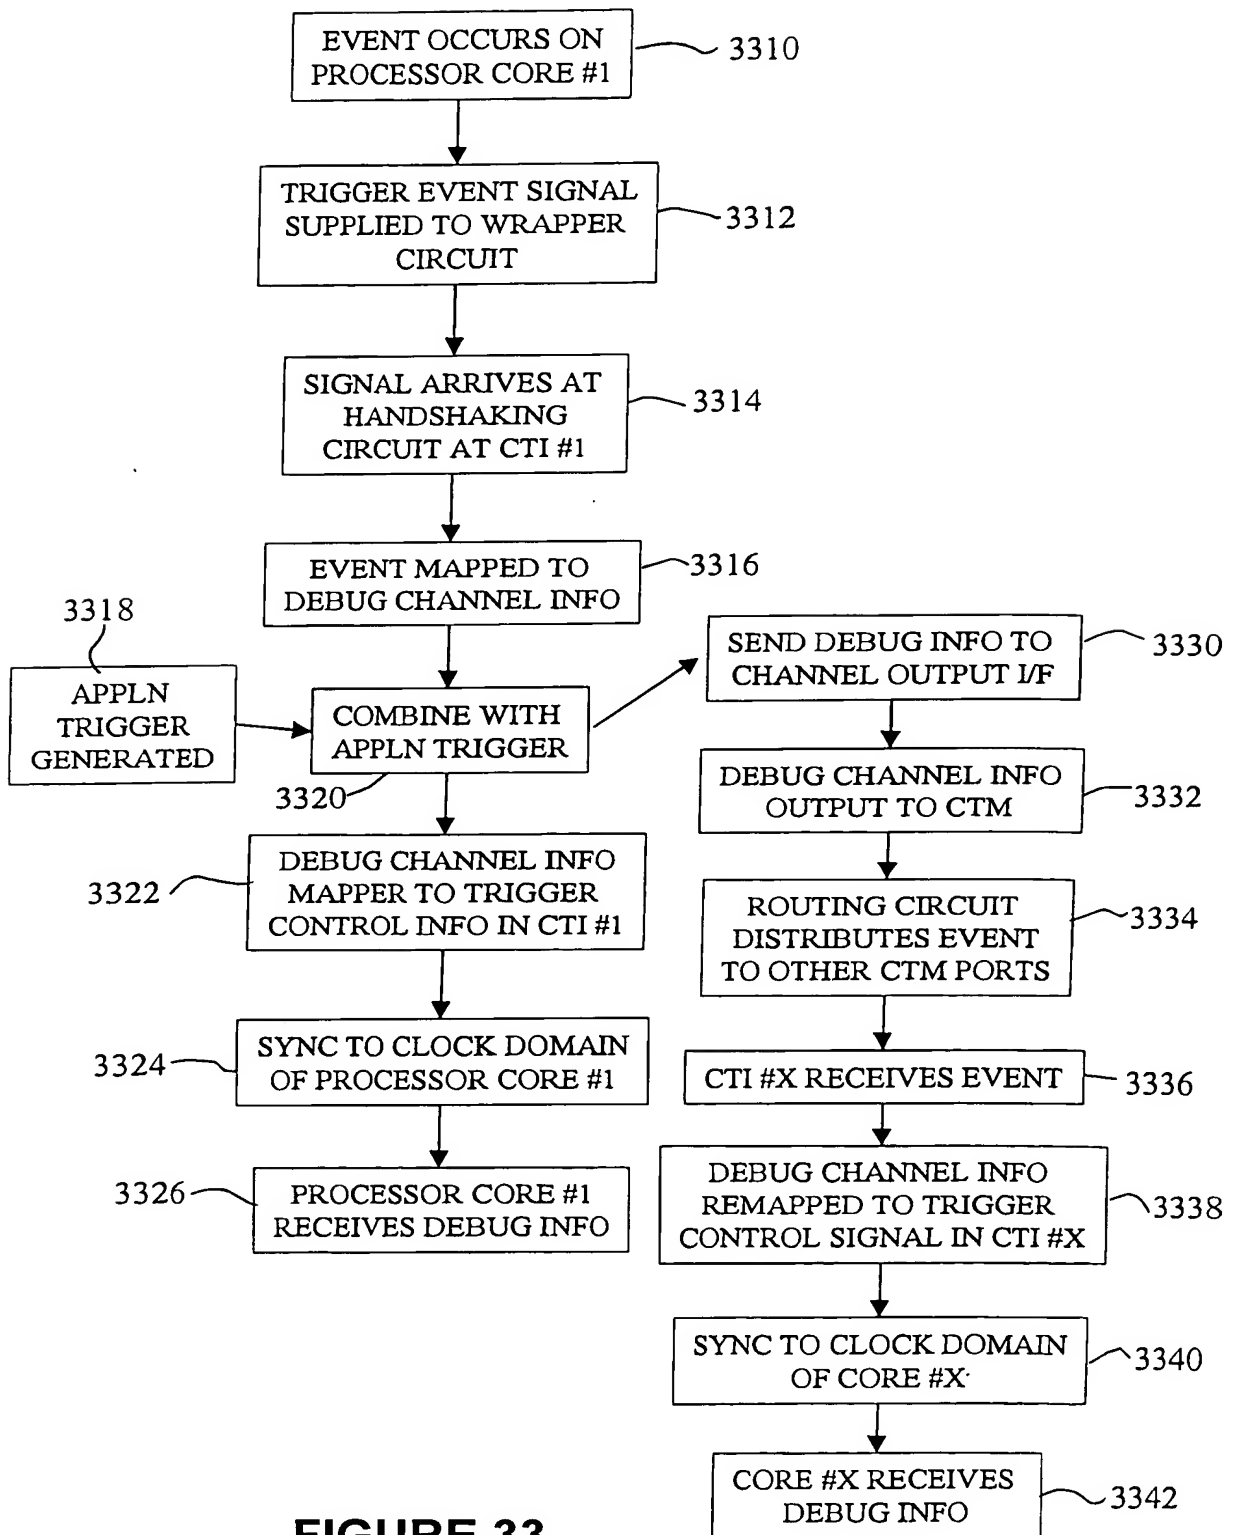 EVENT OCCURS ON
PROCESSOR CORE #1
3310
TRIGGER EVENT SIGNAL
SUPPLIED TO WRAPPER
CIRCUIT
3312
SIGNAL ARRIVES AT
HANDSHAKING
CIRCUIT AT CTI #1
3314
EVENT MAPPED TO
DEBUG CHANNEL INFO
3316
3318
APPLN
TRIGGER
GENERATED
COMBINE WITH
APPLN TRIGGER
3320
DEBUG CHANNEL INFO
MAPPER TO TRIGGER
CONTROL INFO IN CTI #1
3322
SYNC TO CLOCK DOMAIN
OF PROCESSOR CORE #1
3324
PROCESSOR CORE #1
RECEIVES DEBUG INFO
3326
SEND DEBUG INFO TO
CHANNEL OUTPUT I/F
3330
DEBUG CHANNEL INFO
OUTPUT TO CTM
3332
ROUTING CIRCUIT
DISTRIBUTES EVENT
TO OTHER CTM PORTS
3334
CTI #X RECEIVES EVENT
3336
DEBUG CHANNEL INFO
REMAPPED TO TRIGGER
CONTROL SIGNAL IN CTI #X
3338
SYNC TO CLOCK DOMAIN
OF CORE #X
3340
CORE #X RECEIVES
DEBUG INFO
3342
FIGURE 33